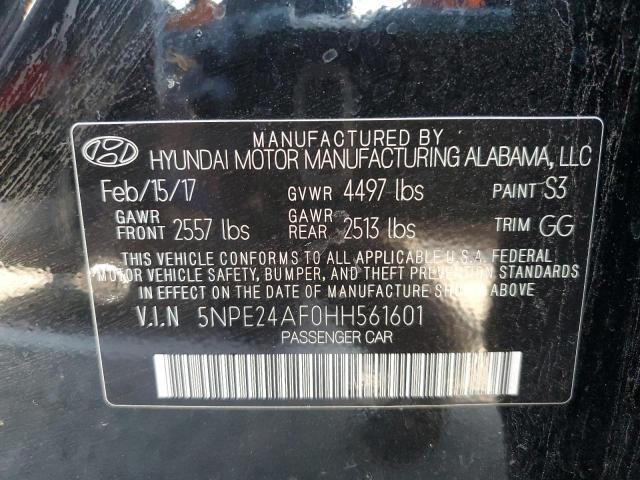 MANUFACTURED BY
HYUNDAI MOTOR MANUFACTURING ALABAMA, LLC
Feb/15/17 GVWR 4497 lbs PAINT S3
GAWR FRONT 2557 lbs GAWR REAR 2513 lbs TRIM GG
THIS VEHICLE CONFORMS TO ALL APPLICABLE U.S.A. FEDERAL
MOTOR VEHICLE SAFETY, BUMPER, AND THEFT PREVENTION STANDARDS
IN EFFECT ON THE DATE OF MANUFACTURE SHOWN ABOVE.
V.I.N 5NPE24AF0HH561601
PASSENGER CAR